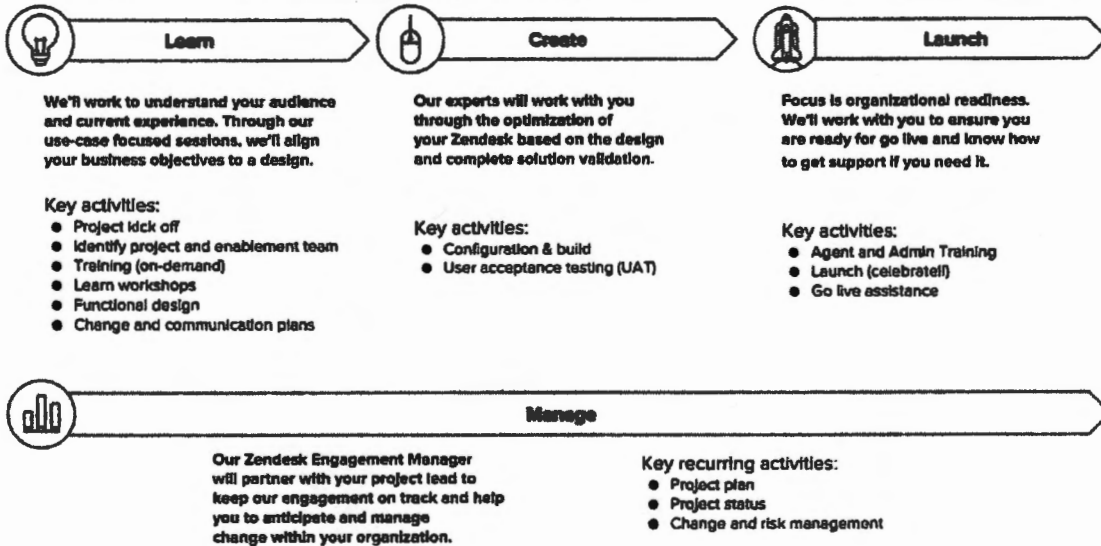 Learn
We'll work to understand your audience
and current experience. Through our
use-case focused sessions, we'll align
your business objectives to a design.
Key activities:
● Project kick off
● Identify project and enablement team
● Training (on-demand)
● Learn workshops
● Functional design
● Change and communication plans
Create
Our experts will work with you
through the optimization of
your Zendesk based on the design
and complete solution validation.
Key activities:
● Configuration & build
● User acceptance testing (UAT)
Launch
Focus is organizational readiness.
We'll work with you to ensure you
are ready for go live and know how
to get support if you need it.
Key activities:
● Agent and Admin Training
● Launch (celebrate!!)
● Go live assistance
Manage
Our Zendesk Engagement Manager
will partner with your project lead to
keep our engagement on track and help
you to anticipate and manage
change within your organization.
Key recurring activities:
● Project plan
● Project status
● Change and risk management